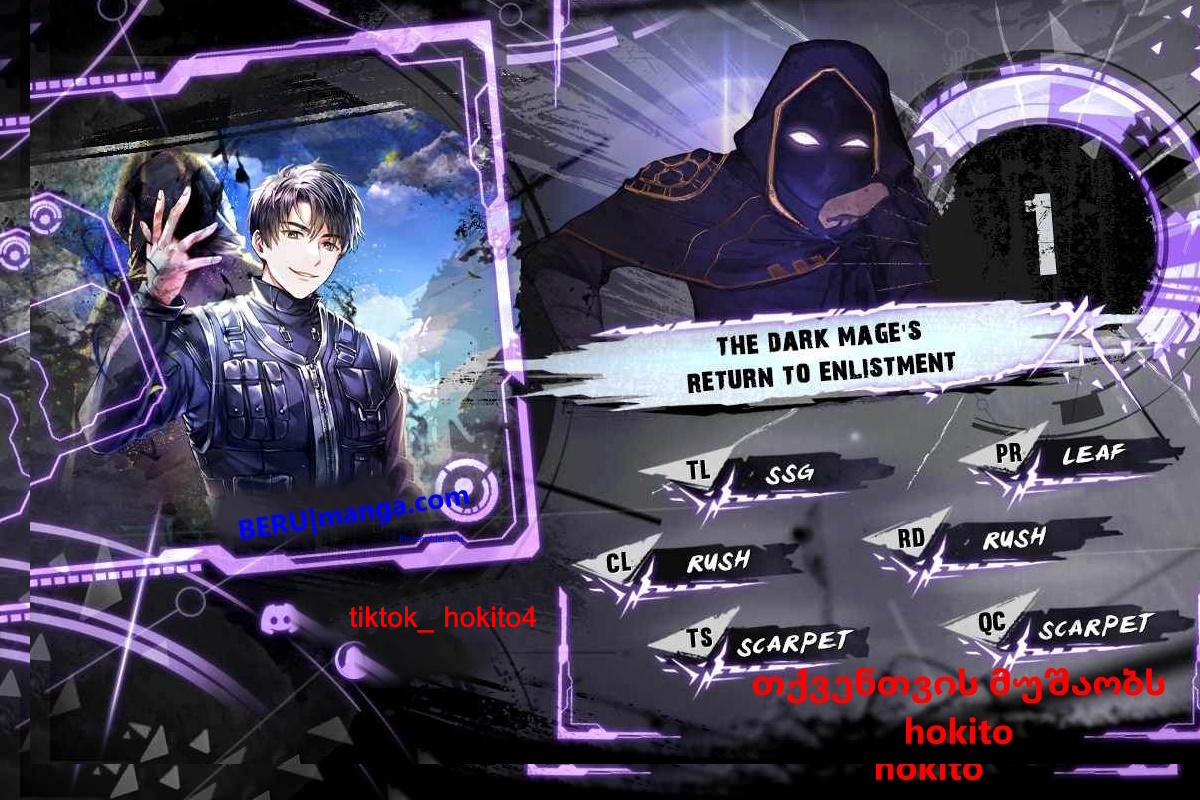 1
THE DARK MAGE'S
RETURN TO ENLISTMENT
TL SSG
PR LEAF
CL RUSH
RD RUSH
TS SCARPET
QC SCARPET
BERU|manga.com
tiktok_ hokito4
თქვენთვის მუშაობს
hokito
hokito